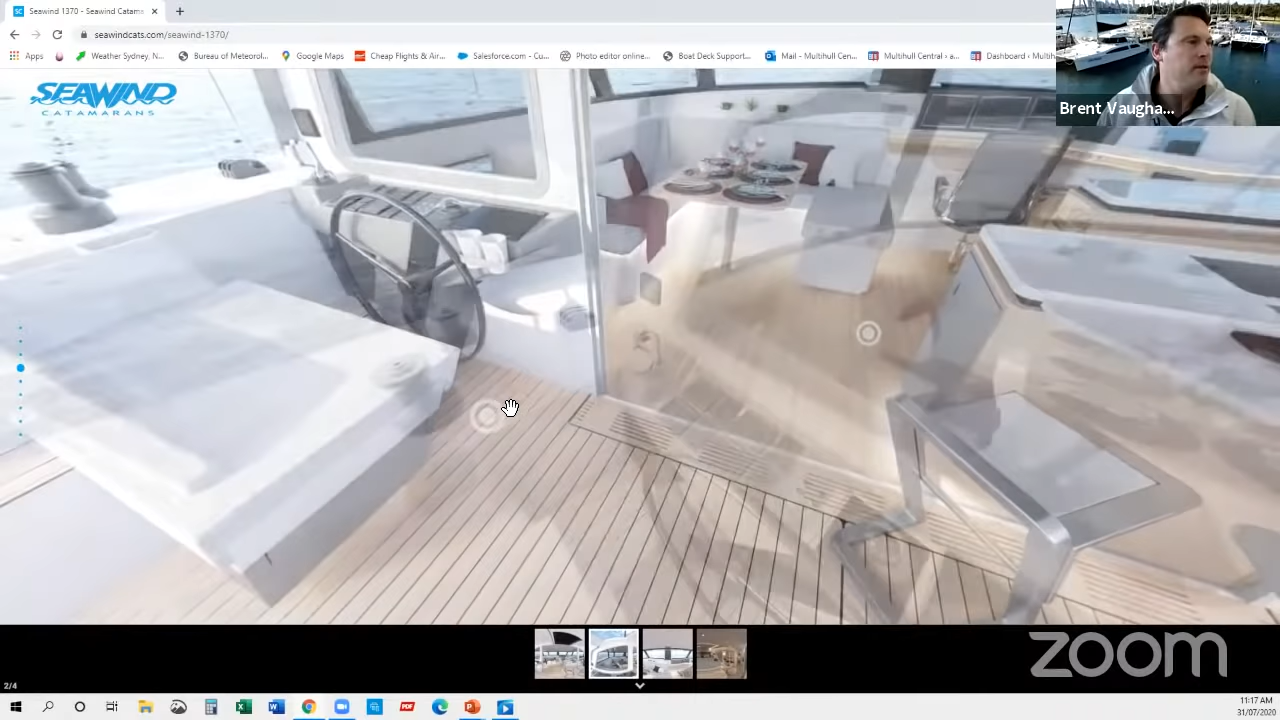 Seawind 1370 - Seawind Catam
seawindcats.com/seawind-1370/
Apps
Weather Sydney, N...
Bureau of Meteorol...
Google Maps
Cheap Flights & Air...
Salesforce.com - Cu...
Photo editor online...
Boat Deck Support...
Mail - Multihull Cen...
Multihull Central › a...
Dashboard ‹ Multih
SEAWIND
CATAMARANS
Brent Vaugha...
zoom
2/4
11:17 AM
31/07/2020